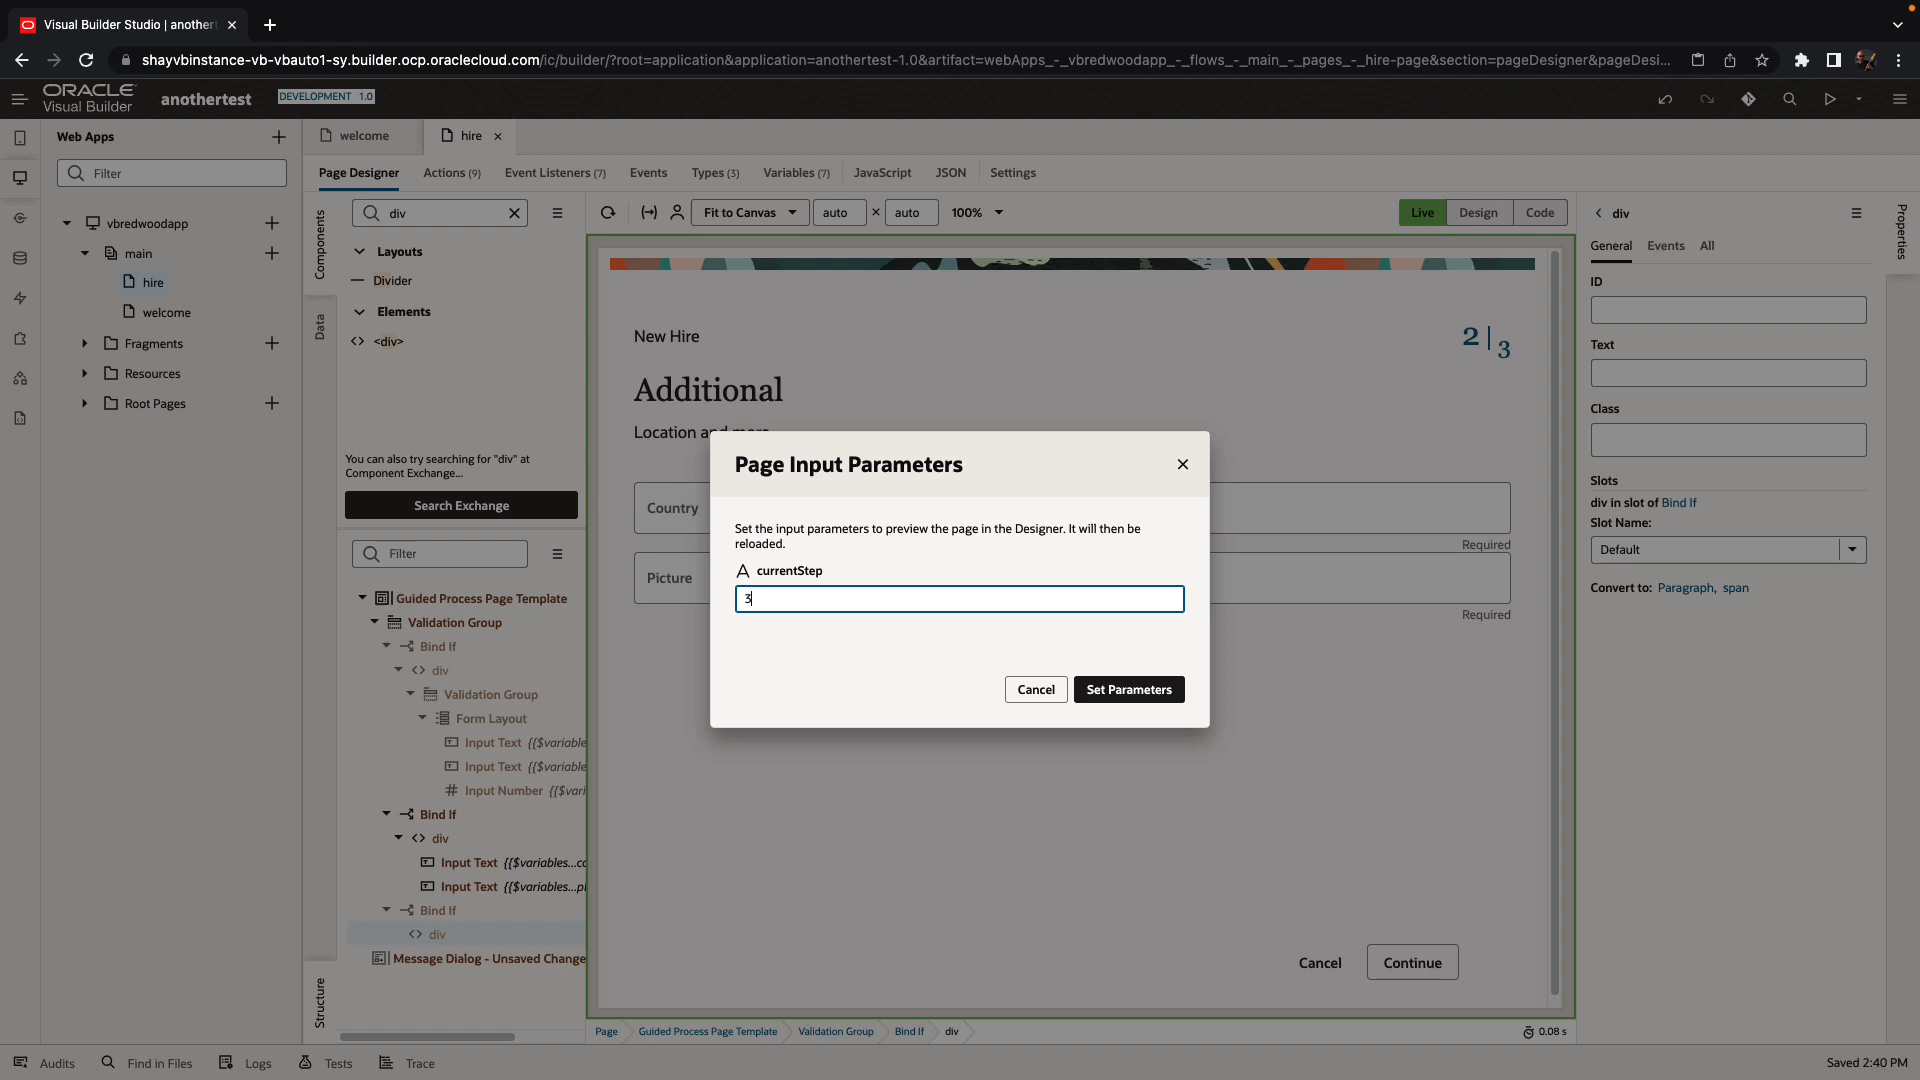 Visual Builder Studio | anothert
shayvbinstance-vb-vbauto1-sy.builder.ocp.oraclecloud.com/ic/builder/?root=application&application=anothertest-1.0&artifact=webApps_-_vbredwoodapp_-_flows_-_main_-_pages_-_hire-page&section=pageDesigner&pageDesi...
ORACLE
Visual Builder
anothertest
DEVELOPMENT 1.0
Web Apps
Filter
vbredwoodapp
main
hire
welcome
Fragments
Resources
Root Pages
welcome
hire
Page Designer
Actions (9)
Event Listeners (7)
Events
Types (3)
Variables (7)
JavaScript
JSON
Settings
Components
Data
div
Layouts
Divider
Elements
<div>
You can also try searching for "div" at
Component Exchange...
Search Exchange
Filter
Guided Process Page Template
Validation Group
Bind If
div
Validation Group
Form Layout
Input Text {{$variable
Input Text {{$variable
Input Number {{$vari
Bind If
div
Input Text {{$variables...co
Input Text {{$variables...pi
Bind If
div
Message Dialog - Unsaved Change
Structure
Fit to Canvas
auto × auto
100%
Live
Design
Code
New Hire
2 | 3
Additional
Location and more
Country
Required
Picture
Required
Cancel
Continue
Page Input Parameters
Set the input parameters to preview the page in the Designer. It will then be
reloaded.
currentStep
3
Cancel
Set Parameters
Page
Guided Process Page Template
Validation Group
Bind If
div
0.08 s
div
Properties
General
Events
All
ID
Text
Class
Slots
div in slot of Bind If
Slot Name:
Default
Convert to: Paragraph, span
Audits
Find in Files
Logs
Tests
Trace
Saved 2:40 PM